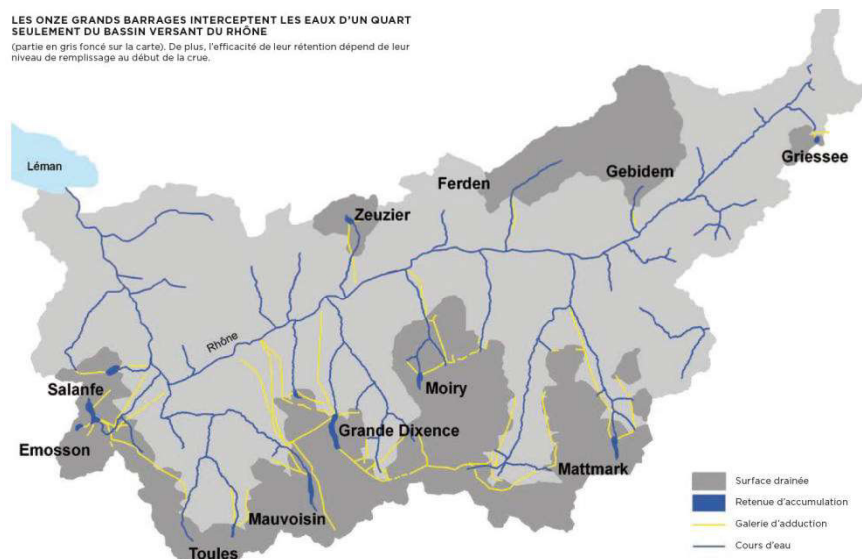 LES ONZE GRANDS BARRAGES INTERCEPTENT LES EAUX D'UN QUART
SEULEMENT DU BASSIN VERSANT DU RHÔNE
(partie en gris foncé sur la carte). De plus, l'efficacité de leur rétention dépend de leur
niveau de remplissage au début de la crue.
Léman
Griessee
Gebidem
Ferden
Zeuzier
Rhône
Salanfe
Moiry
Grande Dixence
Emosson
Mattmark
Mauvoisin
Toules
Surface drainée
Retenue d'accumulation
Galerie d'adduction
Cours d'eau